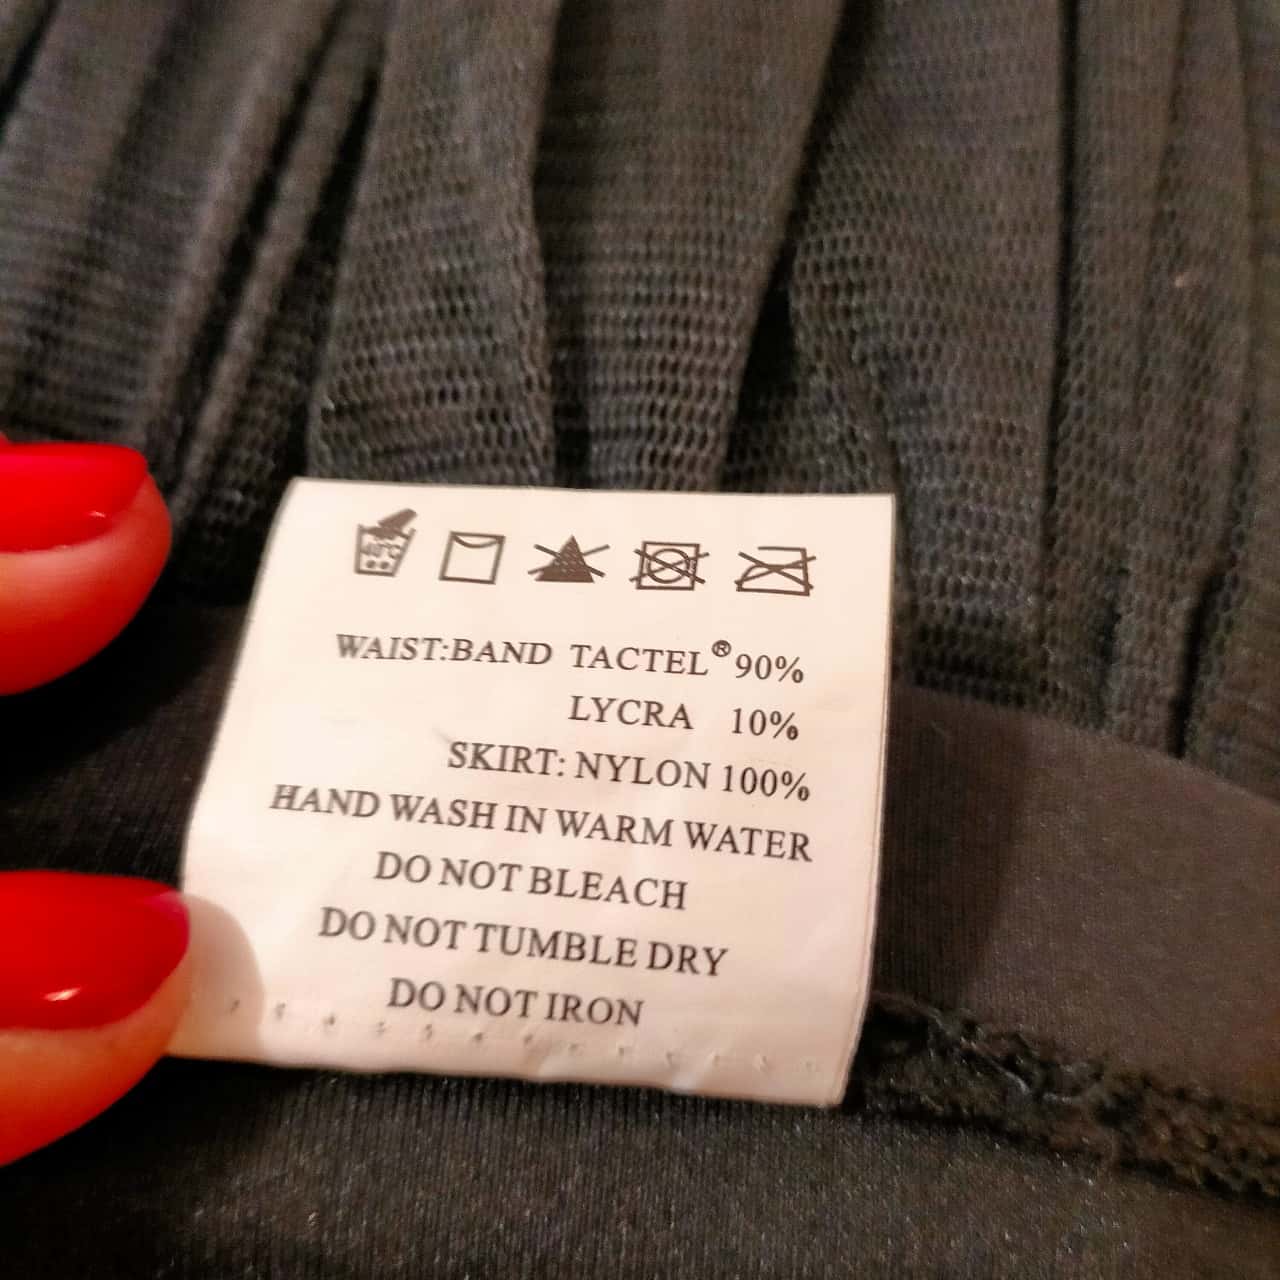 40°C
WAIST:BAND TACTEL® 90%
LYCRA 10%
SKIRT: NYLON 100%
HAND WASH IN WARM WATER
DO NOT BLEACH
DO NOT TUMBLE DRY
DO NOT IRON